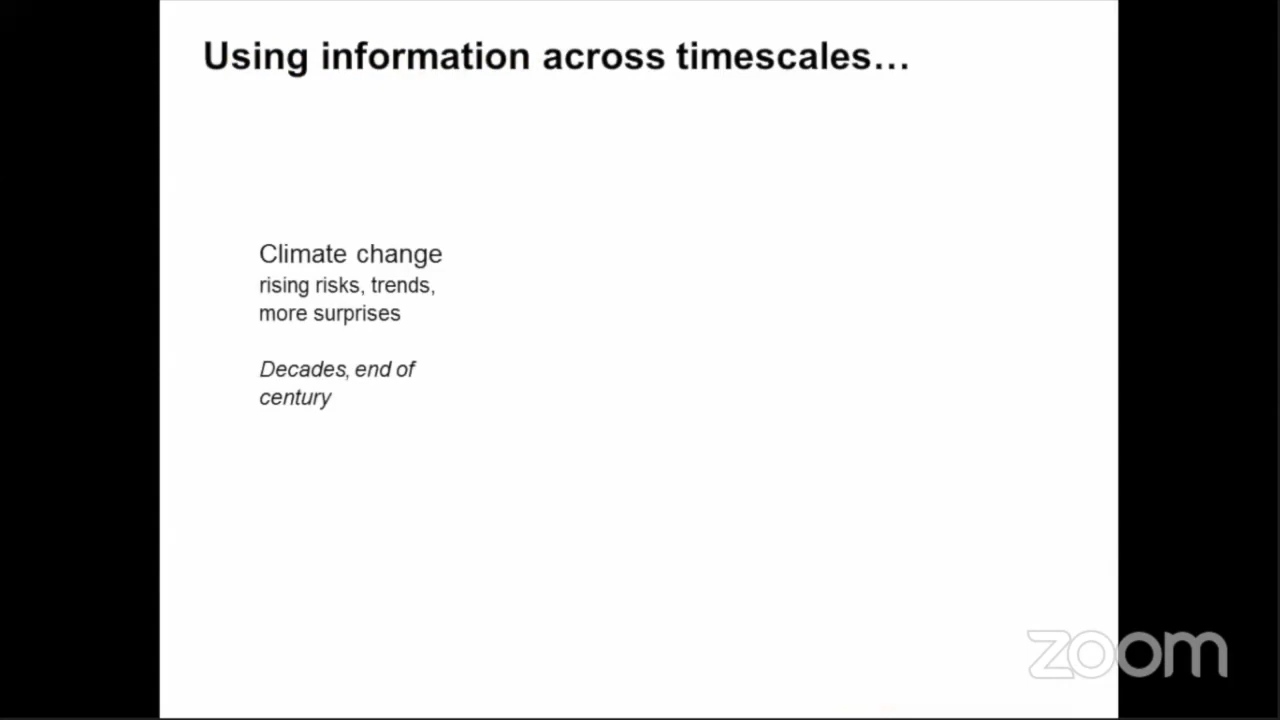 Using information across timescales…
Climate change
rising risks, trends,
more surprises
Decades, end of
century
zoom